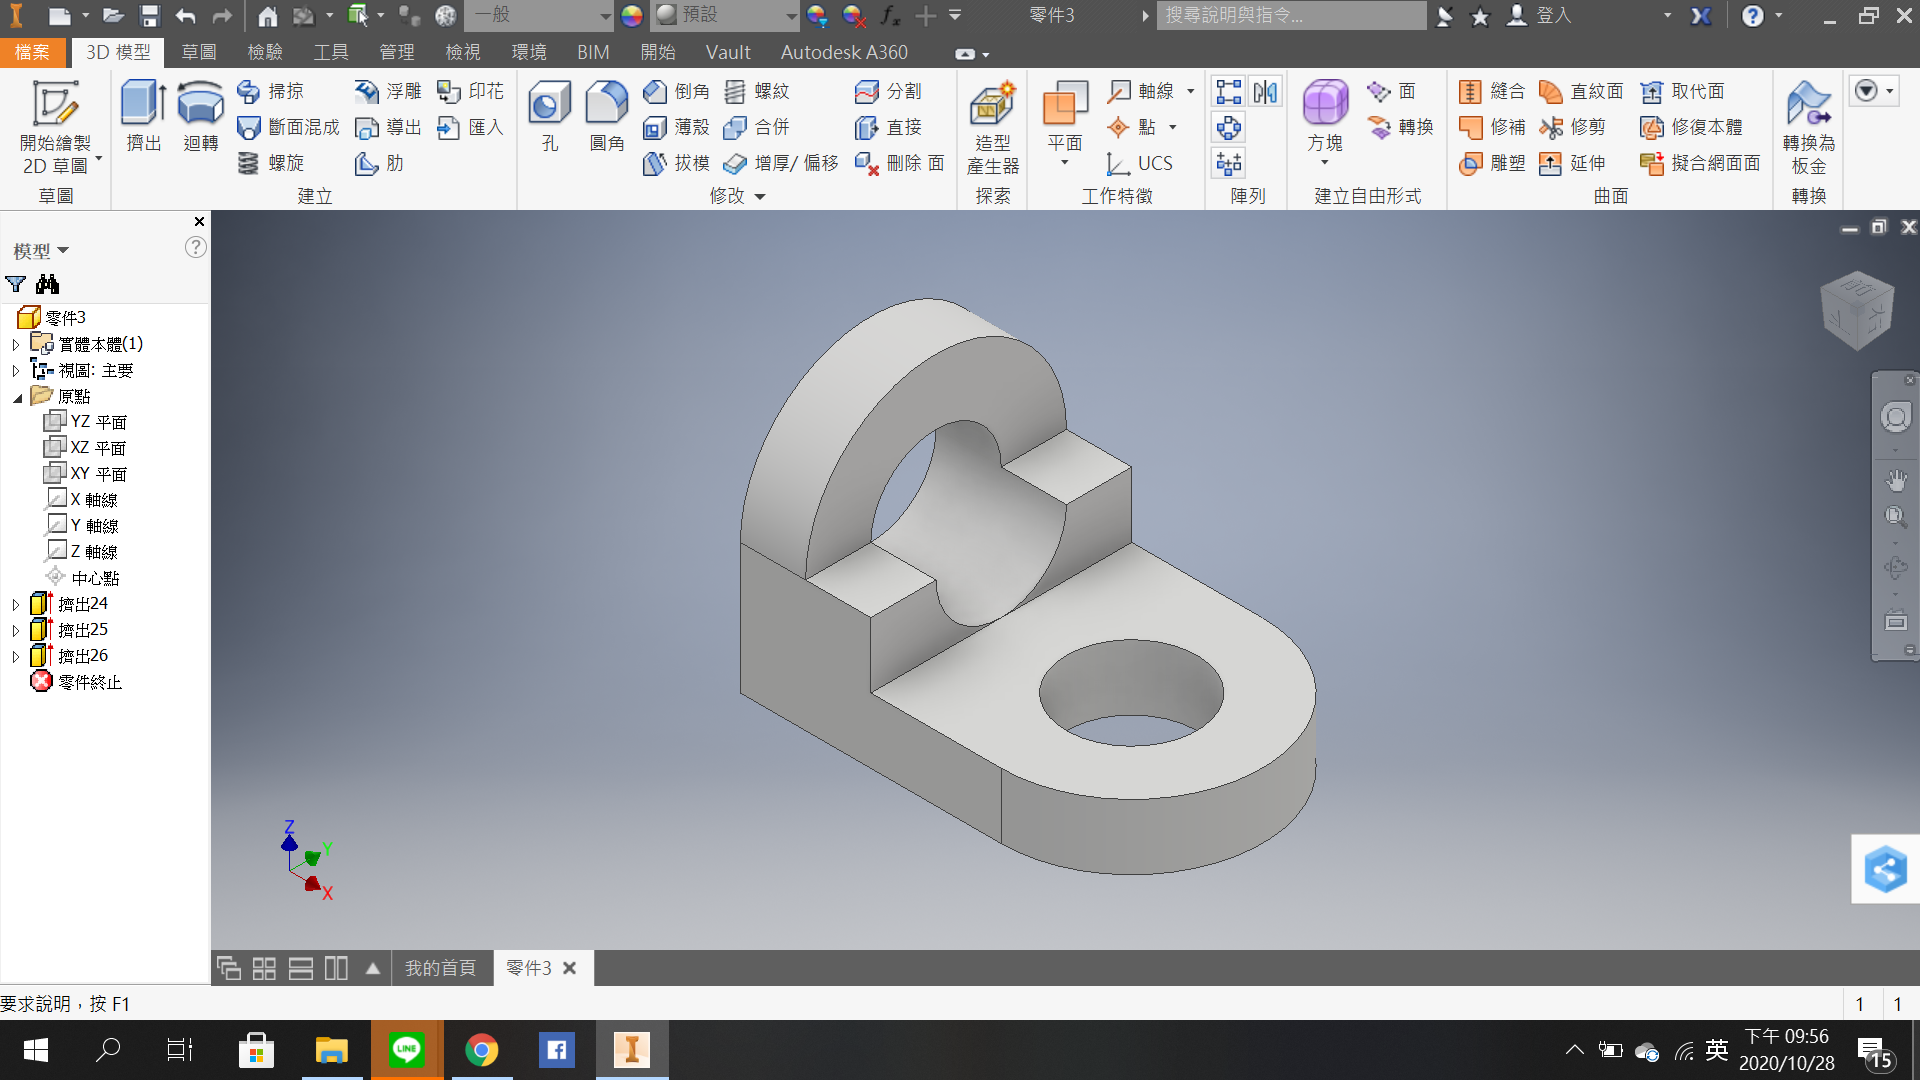 一般
預設
零件3
搜尋說明與指令...
登入
檔案
3D 模型
草圖
檢驗
工具
管理
檢視
環境
BIM
開始
Vault
Autodesk A360
開始繪製
2D 草圖
草圖
擠出
迴轉
掃掠
斷面混成
螺旋
浮雕
導出
肋
印花
匯入
建立
孔
圓角
倒角
薄殼
拔模
螺紋
合併
增厚/ 偏移
分割
直接
刪除 面
修改
造型
產生器
探索
平面
軸線
點
UCS
工作特徵
陣列
方塊
面
轉換
建立自由形式
縫合
修補
雕塑
直紋面
修剪
延伸
取代面
修復本體
擬合網面面
曲面
轉換為
板金
轉換
模型
零件3
實體本體(1)
視圖: 主要
原點
YZ 平面
XZ 平面
XY 平面
X 軸線
Y 軸線
Z 軸線
中心點
擠出24
擠出25
擠出26
零件終止
Z
Y
X
我的首頁
零件3
要求說明，按 F1
1
1
LINE
英
下午 09:56
2020/10/28
15